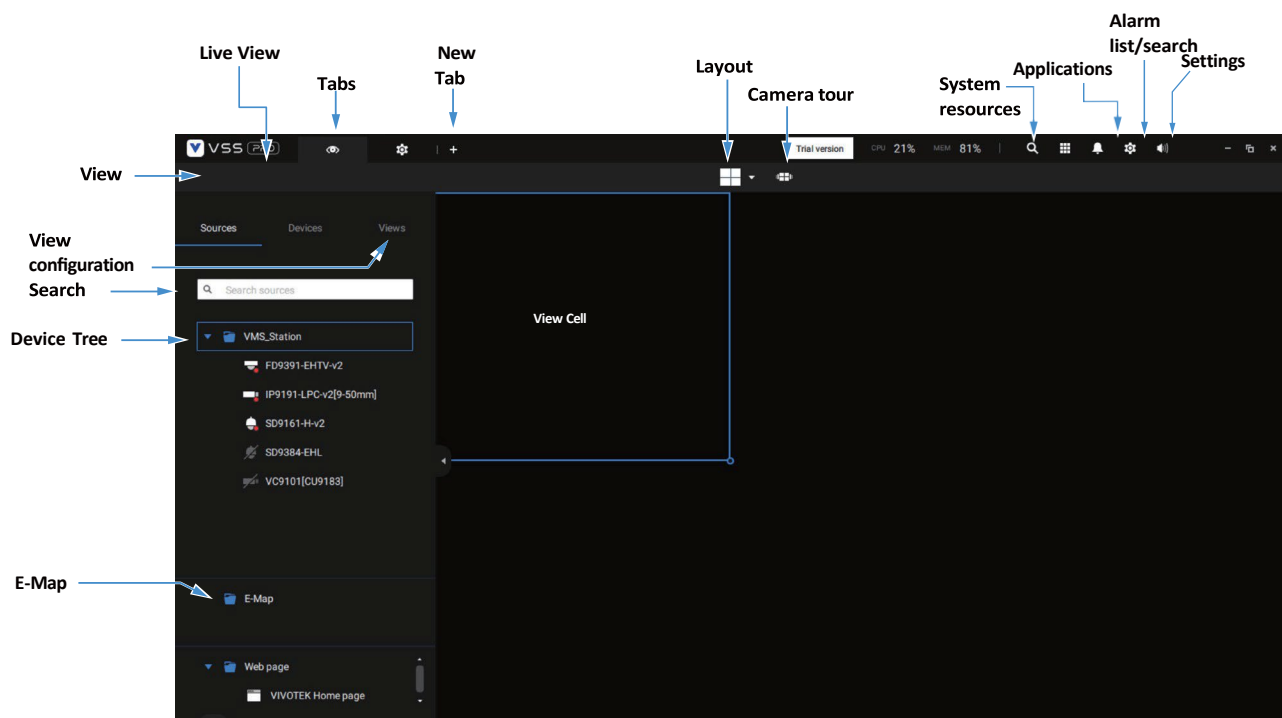 Alarm
list/search
Live View
New
Tab
Tabs
Layout
Camera tour
System
resources
Applications
Settings
VSS PRO
Trial version
CPU 21%
MEM 81%
View
Sources
Devices
Views
View
configuration
Search
Search sources
View Cell
Device Tree
VMS_Station
FD9391-EHTV-v2
IP9191-LPC-v2[9-50mm]
SD9161-H-v2
SD9384-EHL
VC9101[CU9183]
E-Map
E-Map
Web page
VIVOTEK Home page